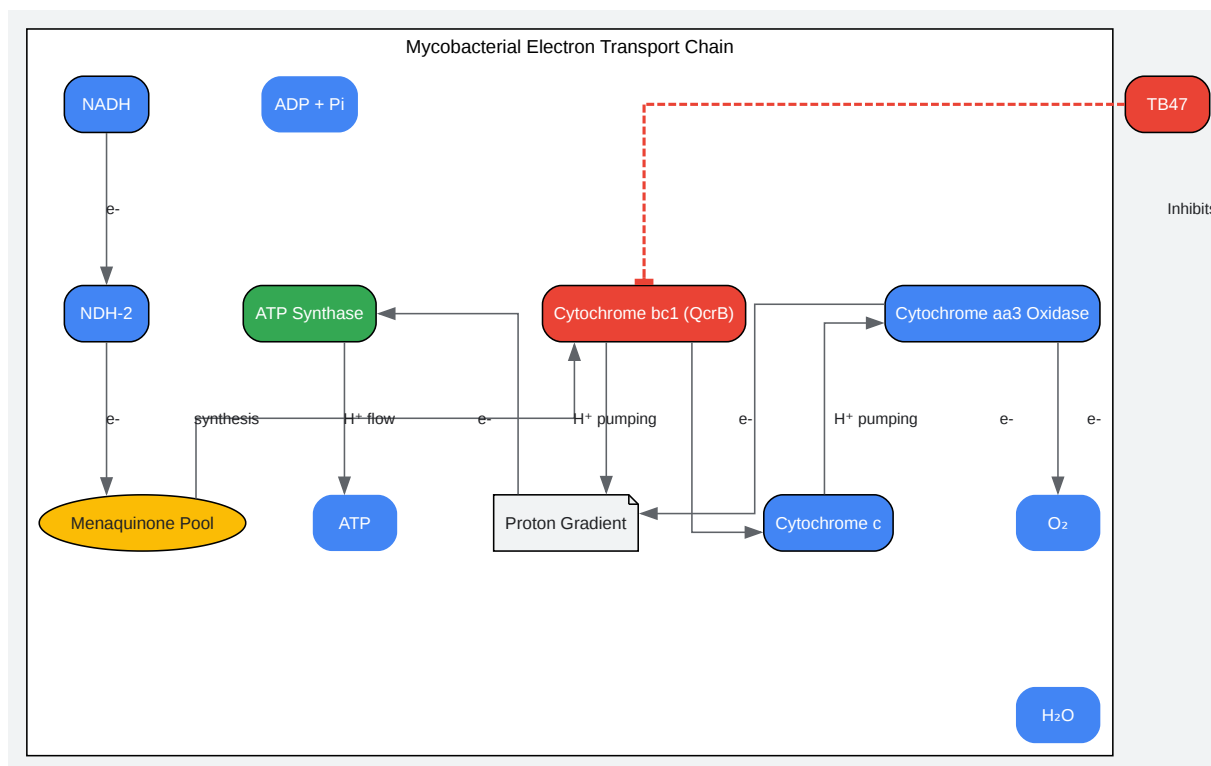 Mycobacterial Electron Transport Chain
NADH
ADP + Pi
TB47
e-
Inhibits
NDH-2
ATP Synthase
Cytochrome bc1 (QcrB)
Cytochrome aa3 Oxidase
e-
synthesis
H⁺ flow
e-
H⁺ pumping
e-
H⁺ pumping
e-
e-
Menaquinone Pool
ATP
Proton Gradient
Cytochrome c
O₂
H₂O